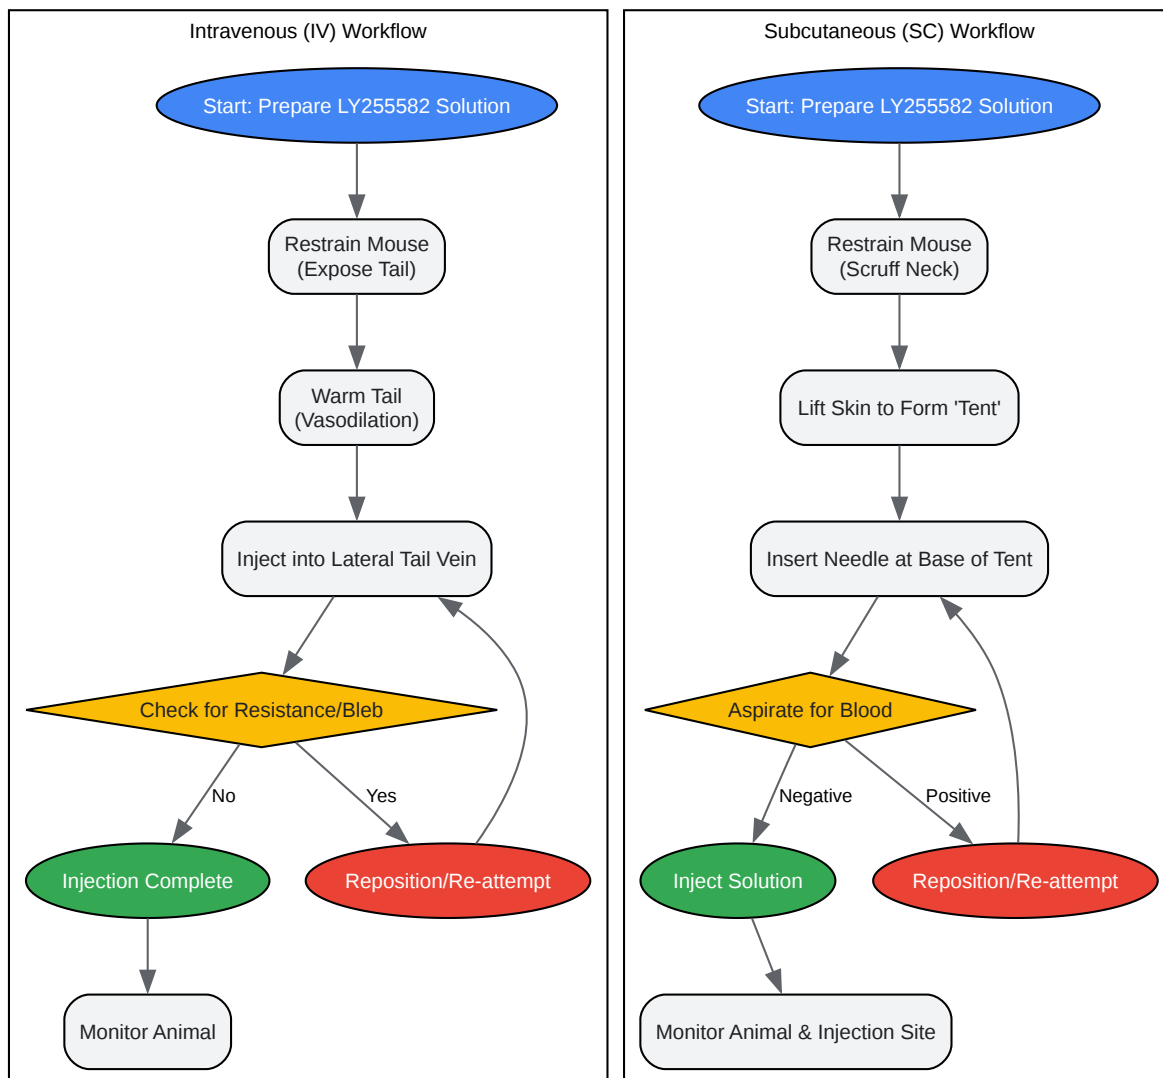 Intravenous (IV) Workflow
Start: Prepare LY255582 Solution
Restrain Mouse
(Expose Tail)
Warm Tail
(Vasodilation)
Inject into Lateral Tail Vein
Check for Resistance/Bleb
No
Yes
Injection Complete
Reposition/Re-attempt
Monitor Animal
Subcutaneous (SC) Workflow
Start: Prepare LY255582 Solution
Restrain Mouse
(Scruff Neck)
Lift Skin to Form 'Tent'
Insert Needle at Base of Tent
Aspirate for Blood
Negative
Positive
Inject Solution
Reposition/Re-attempt
Monitor Animal & Injection Site